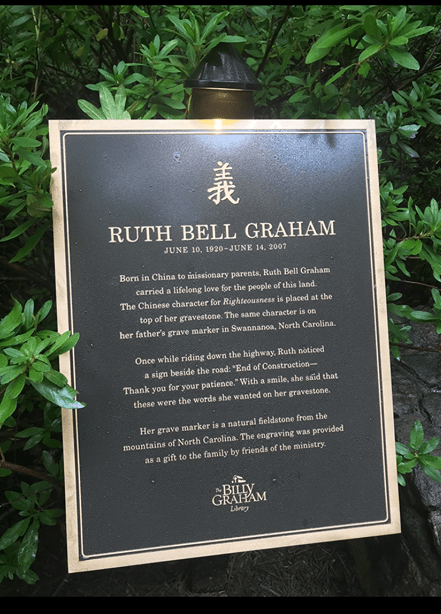 義
RUTH BELL GRAHAM
JUNE 10, 1920–JUNE 14, 2007
Born in China to missionary parents, Ruth Bell Graham
carried a lifelong love for the people of this land.
The Chinese character for Righteousness is placed at the
top of her gravestone. The same character is on
her father's grave marker in Swannanoa, North Carolina.
Once while riding down the highway, Ruth noticed
a sign beside the road: “End of Construction—
Thank you for your patience.” With a smile, she said that
these were the words she wanted on her gravestone.
Her grave marker is a natural fieldstone from the
mountains of North Carolina. The engraving was provided
as a gift to the family by friends of the ministry.
The
BILLY
GRAHAM
Library